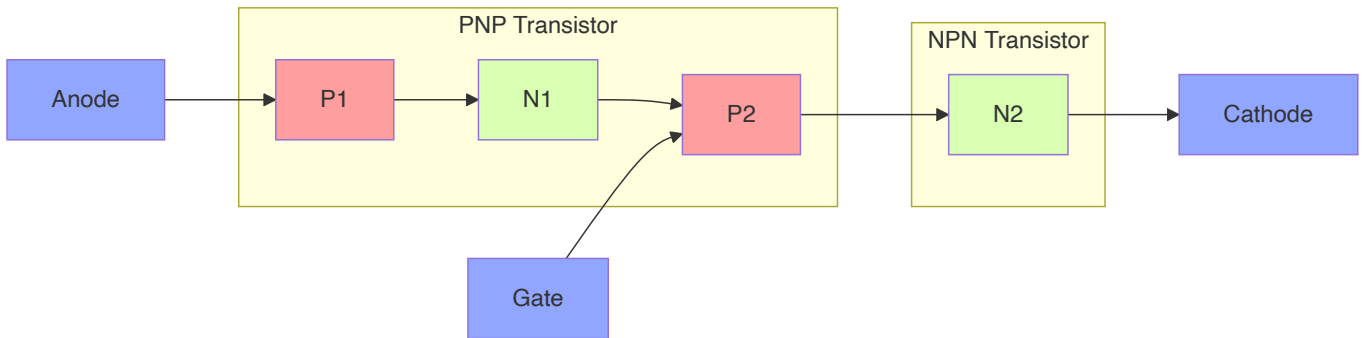 PNP Transistor
NPN Transistor
Anode
P1
N1
P2
N2
Cathode
Gate